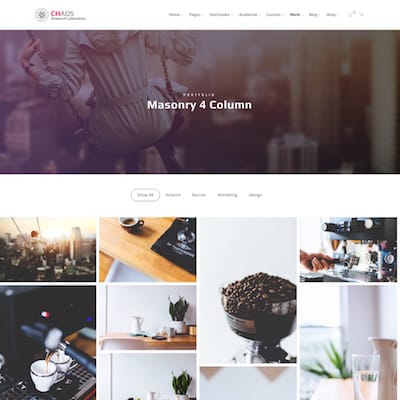 CHAOS
Research Laboratory
Home Pages Shortcodes Academia Courses Work Blog Shop
PORTFOLIO
Masonry 4 Column
Show All Artwork Banner Marketing Design